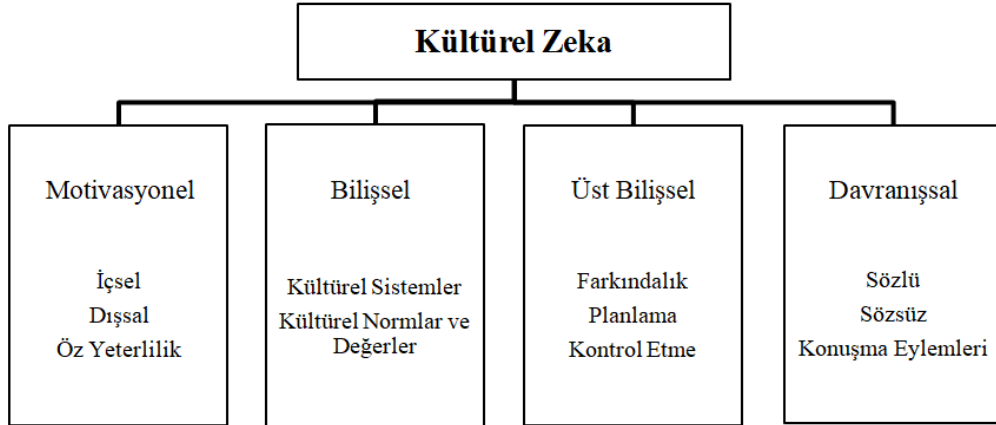 Kültürel Zeka
Motivasyonel
İçsel
Dışsal
Öz Yeterlilik
Bilişsel
Kültürel Sistemler
Kültürel Normlar ve
Değerler
Üst Bilişsel
Farkındalık
Planlama
Kontrol Etme
Davranışsal
Sözlü
Sözsüz
Konuşma Eylemleri